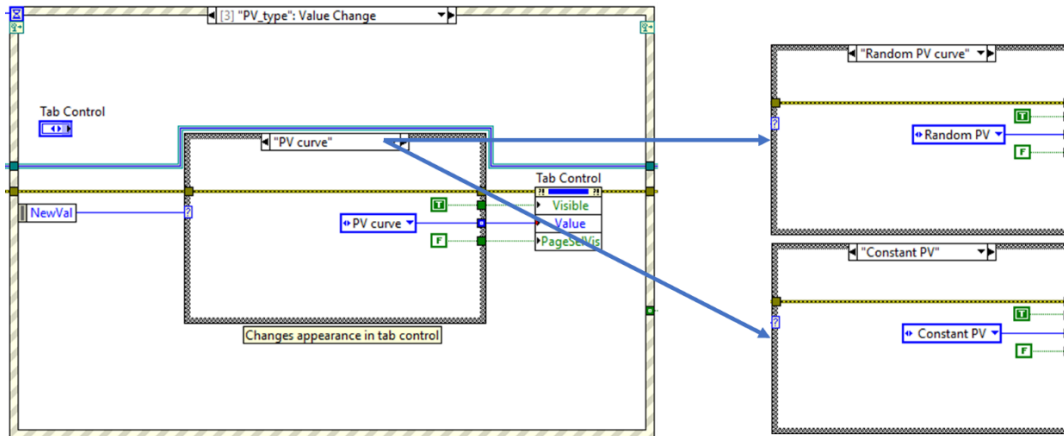 [3] "PV_type": Value Change
Tab Control
"PV curve"
NewVal
?
T
PV curve
F
Tab Control
?! ?!
Visible
Value
PageSelVis
Changes appearance in tab control
"Random PV curve"
?
T
Random PV
F
"Constant PV"
?
T
Constant PV
F